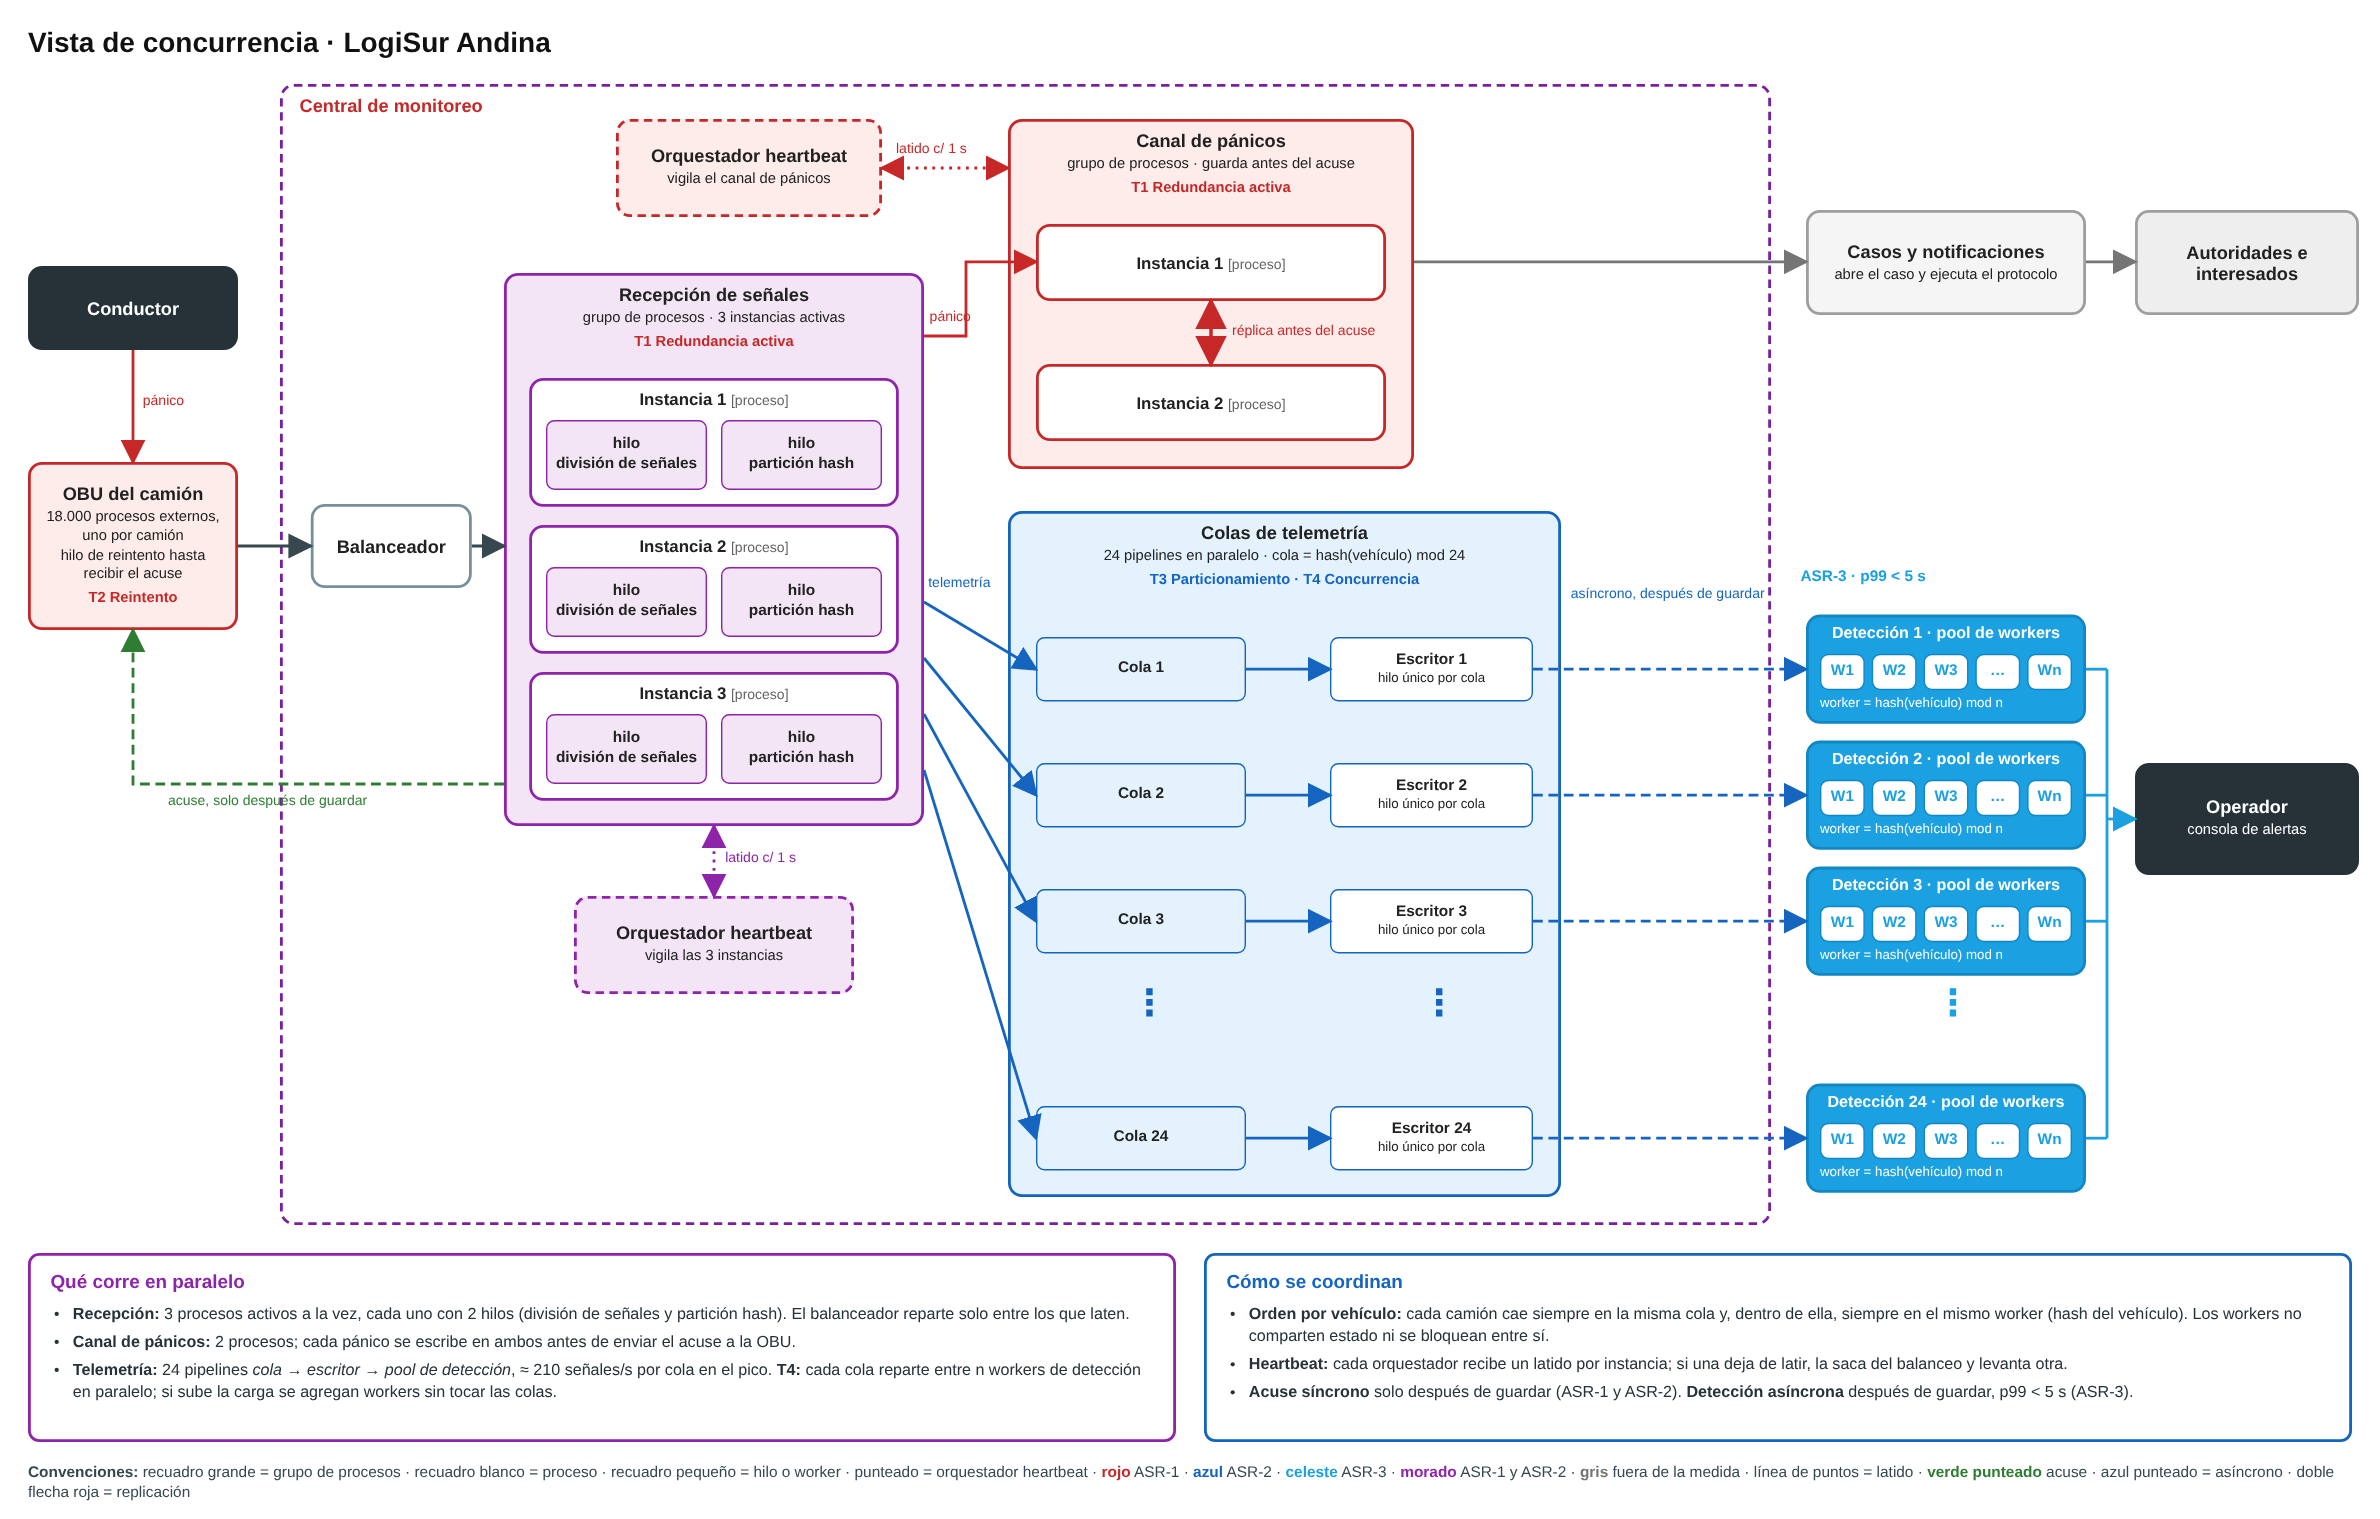 Vista de concurrencia · LogiSur Andina
Central de monitoreo
Orquestador heartbeat
vigila el canal de pánicos
latido c/ 1 s
Canal de pánicos
grupo de procesos · guarda antes del acuse
T1 Redundancia activa
Instancia 1 [proceso]
réplica antes del acuse
Instancia 2 [proceso]
Casos y notificaciones
abre el caso y ejecuta el protocolo
Autoridades e
interesados
Conductor
pánico
OBU del camión
18.000 procesos externos,
uno por camión
hilo de reintento hasta
recibir el acuse
T2 Reintento
Balanceador
acuse, solo después de guardar
Recepción de señales
grupo de procesos · 3 instancias activas
T1 Redundancia activa
Instancia 1 [proceso]
hilo
división de señales
hilo
partición hash
Instancia 2 [proceso]
hilo
división de señales
hilo
partición hash
Instancia 3 [proceso]
hilo
división de señales
hilo
partición hash
pánico
telemetría
latido c/ 1 s
Orquestador heartbeat
vigila las 3 instancias
Colas de telemetría
24 pipelines en paralelo · cola = hash(vehículo) mod 24
T3 Particionamiento · T4 Concurrencia
Cola 1
Escritor 1
hilo único por cola
Cola 2
Escritor 2
hilo único por cola
Cola 3
Escritor 3
hilo único por cola
Cola 24
Escritor 24
hilo único por cola
asíncrono, después de guardar
ASR-3 · p99 < 5 s
Detección 1 · pool de workers
W1 W2 W3 ... Wn
worker = hash(vehículo) mod n
Detección 2 · pool de workers
W1 W2 W3 ... Wn
worker = hash(vehículo) mod n
Detección 3 · pool de workers
W1 W2 W3 ... Wn
worker = hash(vehículo) mod n
Detección 24 · pool de workers
W1 W2 W3 ... Wn
worker = hash(vehículo) mod n
Operador
consola de alertas
Qué corre en paralelo
• Recepción: 3 procesos activos a la vez, cada uno con 2 hilos (división de señales y partición hash). El balanceador reparte solo entre los que laten.
• Canal de pánicos: 2 procesos; cada pánico se escribe en ambos antes de enviar el acuse a la OBU.
• Telemetría: 24 pipelines cola → escritor → pool de detección, ≈ 210 señales/s por cola en el pico. T4: cada cola reparte entre n workers de detección
en paralelo; si sube la carga se agregan workers sin tocar las colas.
Cómo se coordinan
• Orden por vehículo: cada camión cae siempre en la misma cola y, dentro de ella, siempre en el mismo worker (hash del vehículo). Los workers no
comparten estado ni se bloquean entre sí.
• Heartbeat: cada orquestador recibe un latido por instancia; si una deja de latir, la saca del balanceo y levanta otra.
• Acuse síncrono solo después de guardar (ASR-1 y ASR-2). Detección asíncrona después de guardar, p99 < 5 s (ASR-3).
Convenciones: recuadro grande = grupo de procesos · recuadro blanco = proceso · recuadro pequeño = hilo o worker · punteado = orquestador heartbeat · rojo ASR-1 · azul ASR-2 · celeste ASR-3 · morado ASR-1 y ASR-2 · gris fuera de la medida · línea de puntos = latido · verde punteado acuse · azul punteado = asíncrono · doble
flecha roja = replicación